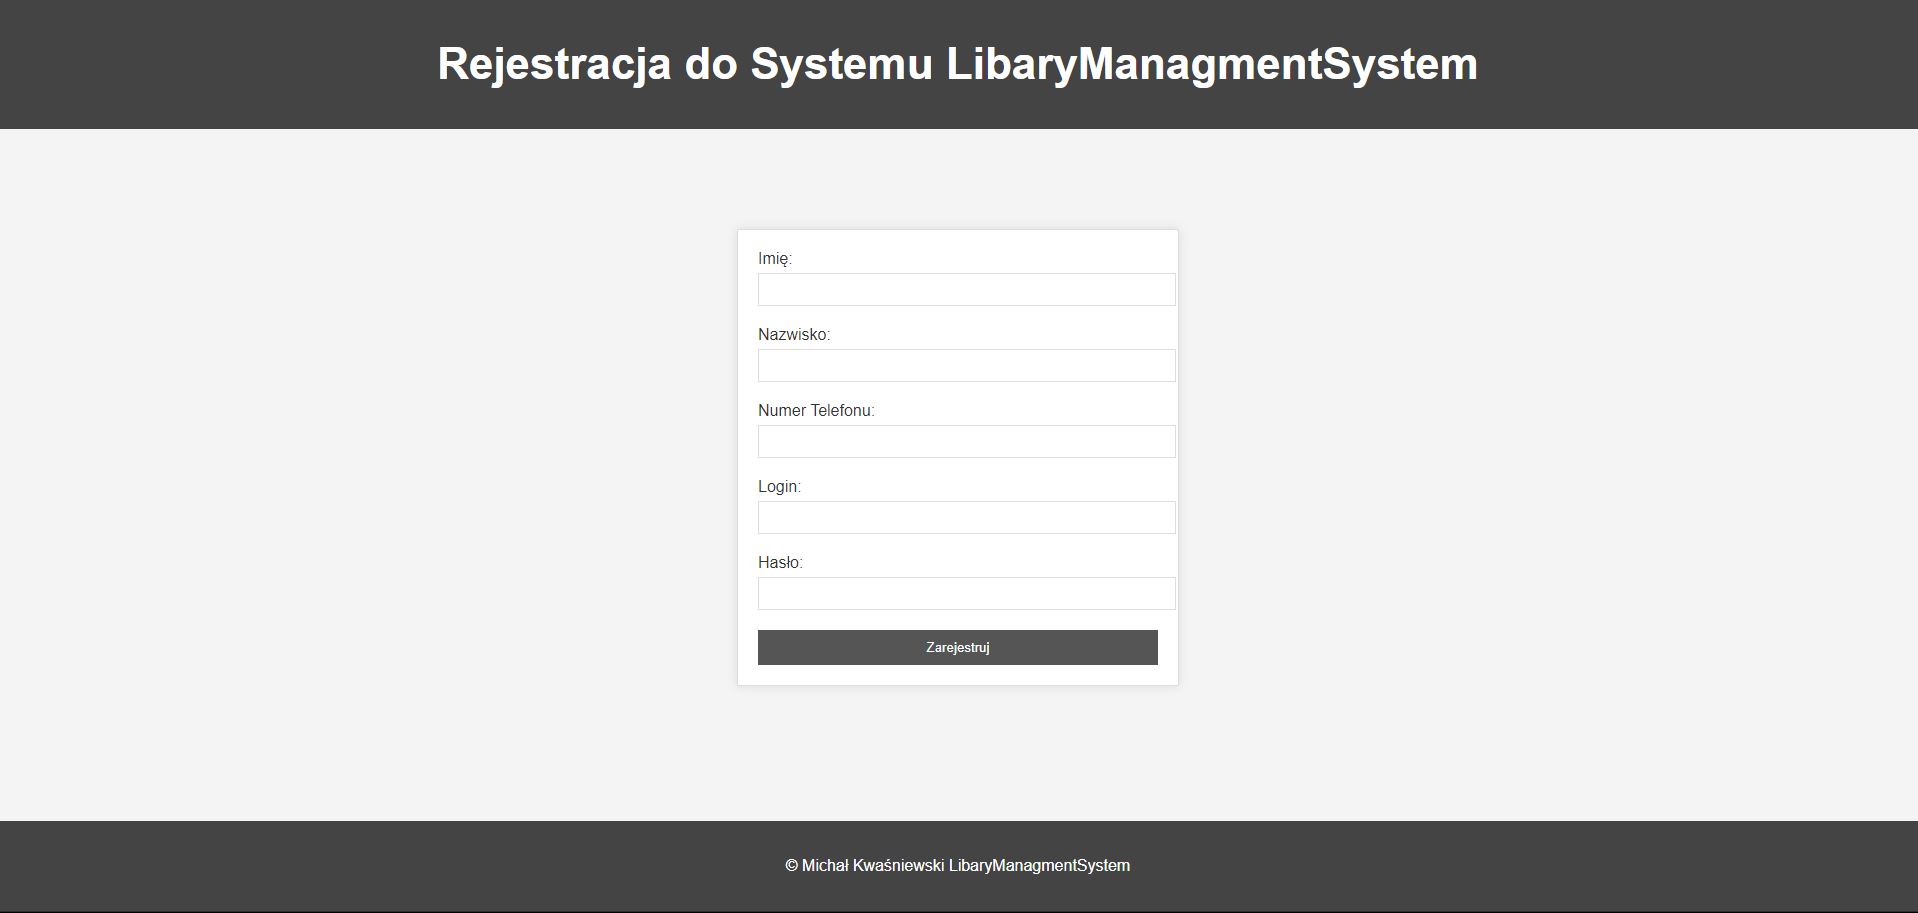 Rejestracja do Systemu LibaryManagmentSystem
Imię:
Nazwisko:
Numer Telefonu:
Login:
Hasło:
Zarejestruj
© Michał Kwaśniewski LibaryManagmentSystem